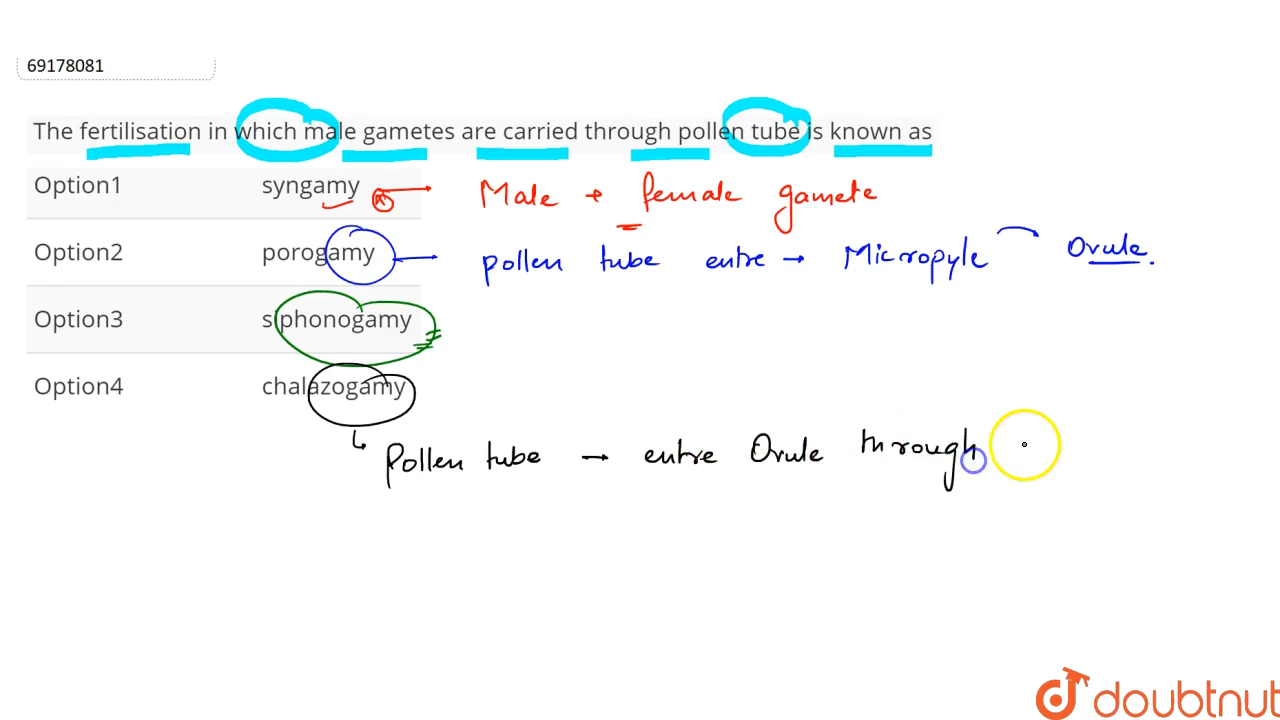 69178081
The fertilisation in which male gametes are carried through pollen tube is known as
Option1 syngamy Male + female gamete
Option2 porogamy pollen tube entre → Micropyle Ovule.
Option3 siphonogamy
Option4 chalazogamy
Pollen tube → entre Ovule through
doubtnut